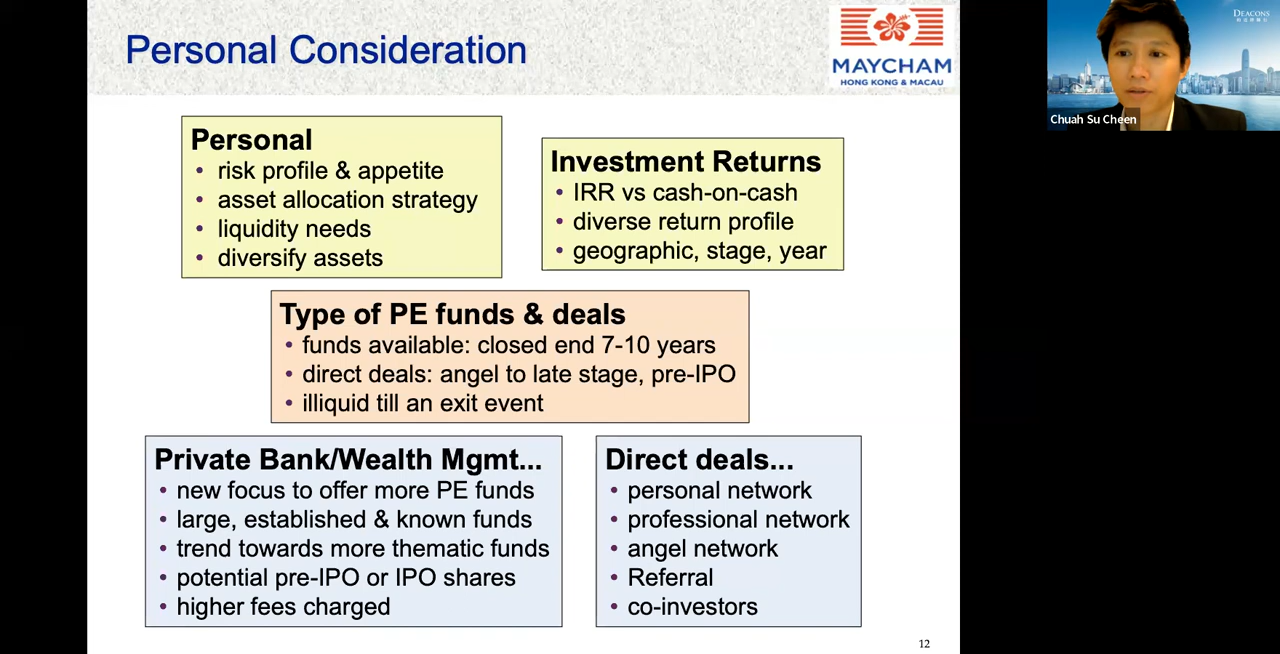 Personal Consideration
MAYCHAM
HONG KONG & MACAU
DEACONS
Chuah Su Cheen
Personal
• risk profile & appetite
• asset allocation strategy
• liquidity needs
• diversify assets
Investment Returns
• IRR vs cash-on-cash
• diverse return profile
• geographic, stage, year
Type of PE funds & deals
• funds available: closed end 7-10 years
• direct deals: angel to late stage, pre-IPO
• illiquid till an exit event
Private Bank/Wealth Mgmt...
• new focus to offer more PE funds
• large, established & known funds
• trend towards more thematic funds
• potential pre-IPO or IPO shares
• higher fees charged
Direct deals...
• personal network
• professional network
• angel network
• Referral
• co-investors
12